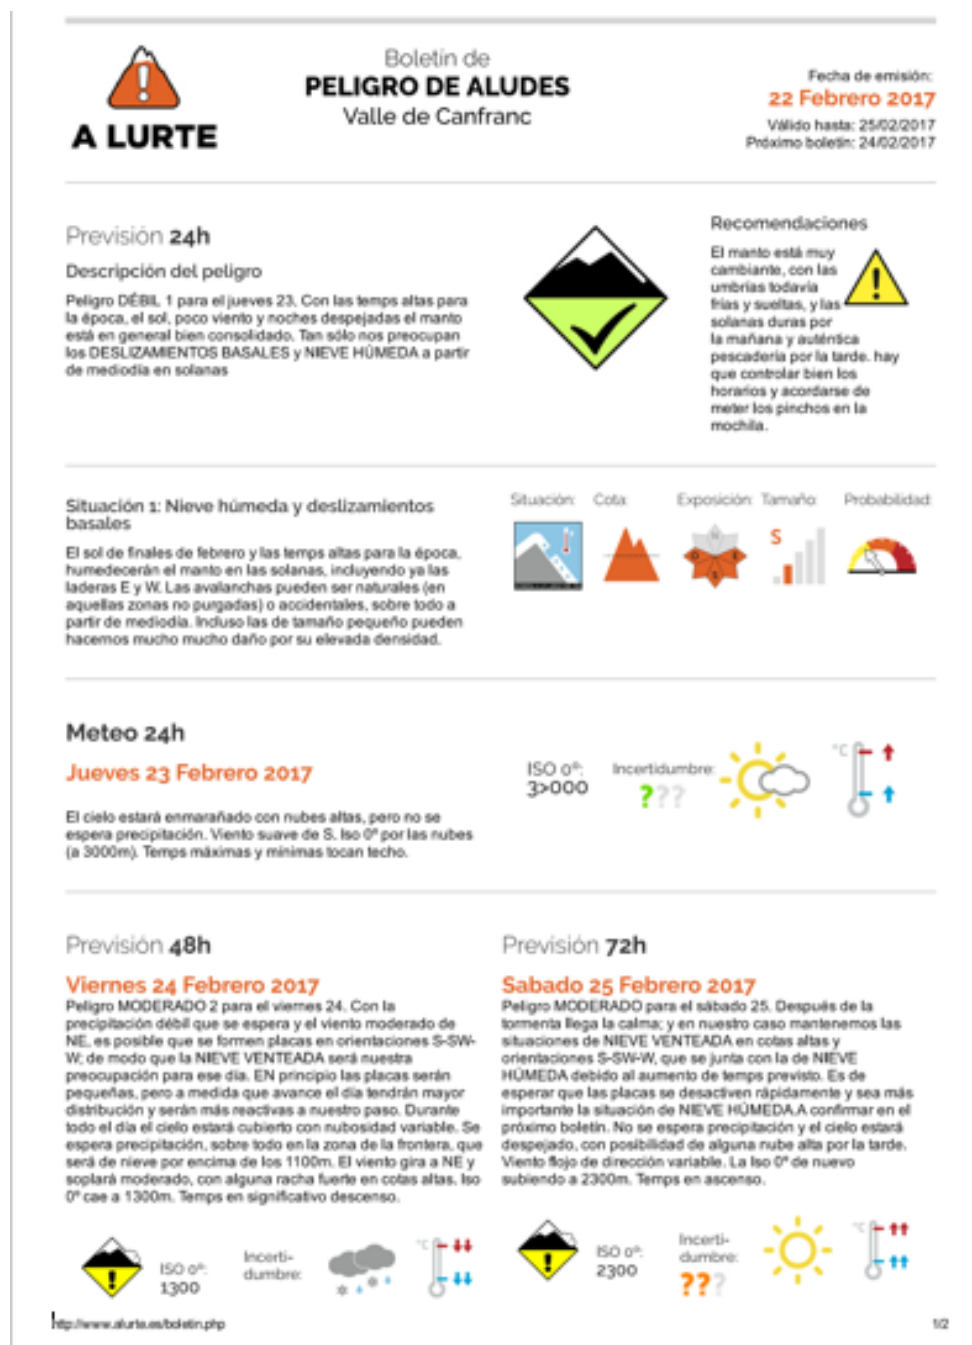 A LURTE
Boletín de
PELIGRO DE ALUDES
Valle de Canfranc
Fecha de emisión:
22 Febrero 2017
Válido hasta: 25/02/2017
Próximo boletín: 24/02/2017
Previsión 24h
Descripción del peligro
Peligro DÉBIL 1 para el jueves 23. Con las temps altas para
la época, el sol, poco viento y noches despejadas el manto
está en general bien consolidado. Tan sólo nos preocupan
los DESLIZAMIENTOS BASALES y NIEVE HÚMEDA a partir
de mediodía en solanas
Recomendaciones
El manto está muy
cambiante, con las
umbrías todavía
frías y sueltas, y las
solanas duras por
la mañana y auténtica
pescadería por la tarde. hay
que controlar bien los
horarios y acordarse de
meter los pinchos en la
mochila.
Situación 1: Nieve húmeda y deslizamientos
basales
El sol de finales de febrero y las temps altas para la época,
humedecerán el manto en las solanas, incluyendo ya las
laderas E y W. Las avalanchas pueden ser naturales (en
aquellas zonas no purgadas) o accidentales, sobre todo a
partir de mediodía. Incluso las de tamaño pequeño pueden
hacernos mucho mucho daño por su elevada densidad.
Situación: Cota: Exposición: Tamaño: Probabilidad:
N
O E
S
S
Meteo 24h
Jueves 23 Febrero 2017
El cielo estará enmarañado con nubes altas, pero no se
espera precipitación. Viento suave de S. Iso 0º por las nubes
(a 3000m). Temps máximas y mínimas tocan techo.
ISO 0º:
3>000
Incertidumbre:
???
ºC
Previsión 48h
Viernes 24 Febrero 2017
Peligro MODERADO 2 para el viernes 24. Con la
precipitación débil que se espera y el viento moderado de
NE, es posible que se formen placas en orientaciones S-SW-
W; de modo que la NIEVE VENTEADA será nuestra
preocupación para ese día. EN principio las placas serán
pequeñas, pero a medida que avance el día tendrán mayor
distribución y serán más reactivas a nuestro paso. Durante
todo el día el cielo estará cubierto con nubosidad variable. Se
espera precipitación, sobre todo en la zona de la frontera, que
será de nieve por encima de los 1100m. El viento gira a NE y
soplará moderado, con alguna racha fuerte en cotas altas. Iso
0º cae a 1300m. Temps en significativo descenso.
ISO 0º:
1300
Incerti-
dumbre:
ºC
Previsión 72h
Sabado 25 Febrero 2017
Peligro MODERADO para el sábado 25. Después de la
tormenta llega la calma; y en nuestro caso mantenemos las
situaciones de NIEVE VENTEADA en cotas altas y
orientaciones S-SW-W, que se junta con la de NIEVE
HÚMEDA debido al aumento de temps previsto. Es de
esperar que las placas se desactiven rápidamente y sea más
importante la situación de NIEVE HÚMEDA.A confirmar en el
próximo boletín. No se espera precipitación y el cielo estará
despejado, con posibilidad de alguna nube alta por la tarde.
Viento flojo de dirección variable. La Iso 0º de nuevo
subiendo a 2300m. Temps en ascenso.
ISO 0º:
2300
Incerti-
dumbre:
???
ºC
http://www.alurte.es/boletin.php
1/2